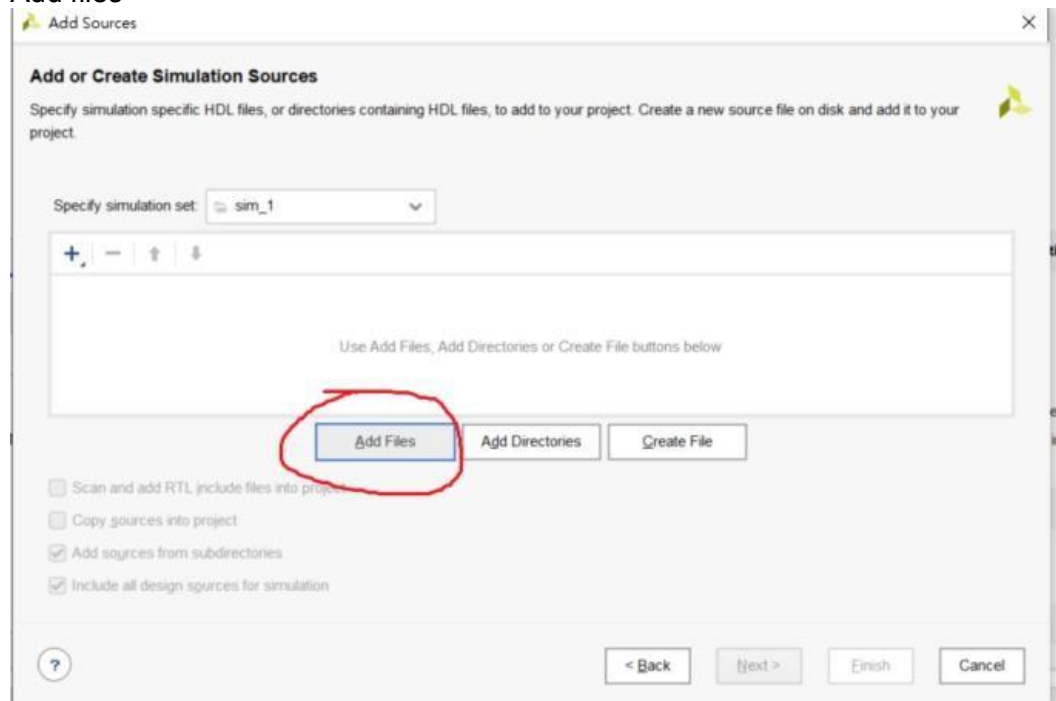 Add files
Add Sources
Add or Create Simulation Sources
Specify simulation specific HDL files, or directories containing HDL files, to add to your project. Create a new source file on disk and add it to your
project.
Specify simulation set: sim_1
Use Add Files, Add Directories or Create File buttons below
Add Files Add Directories Create File
Scan and add RTL include files into project
Copy sources into project
Add sources from subdirectories
Include all design sources for simulation
? < Back Next > Finish Cancel